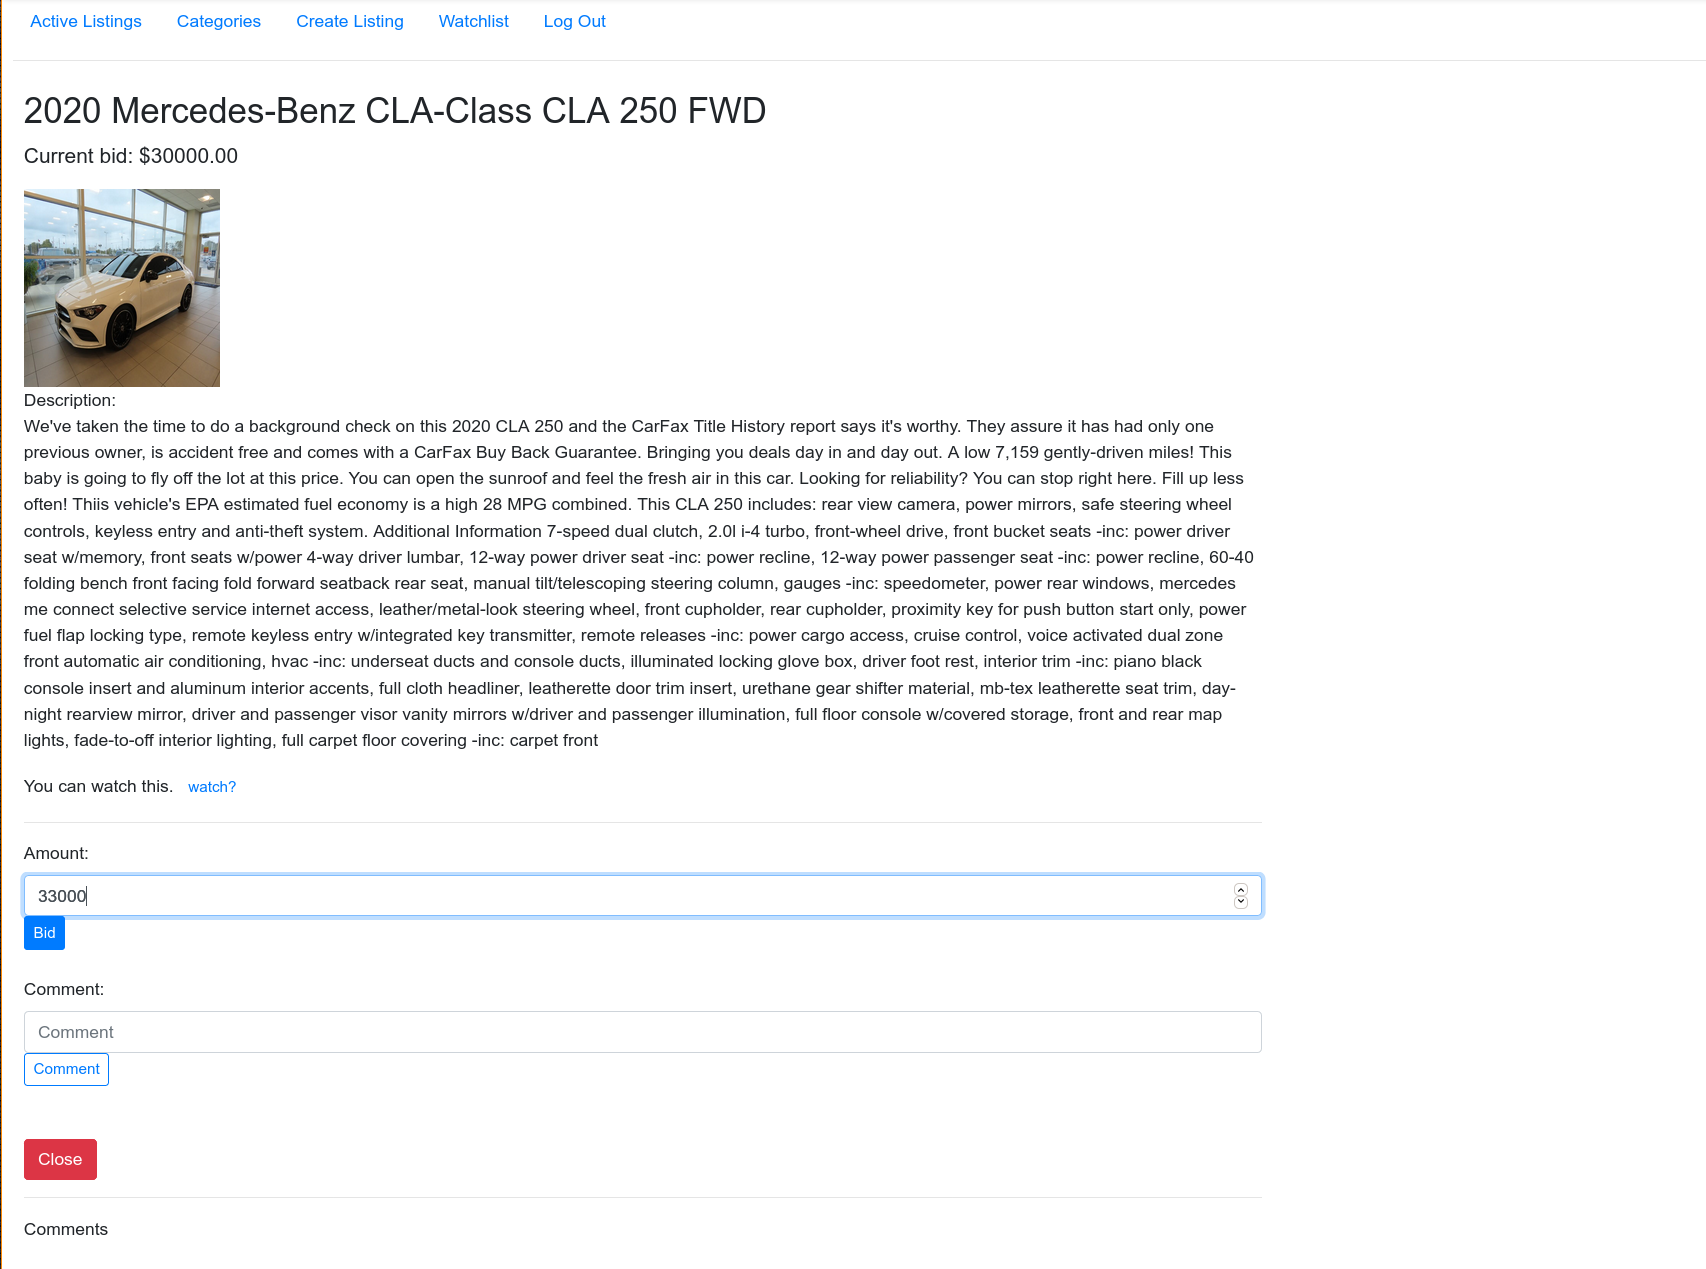 Active Listings Categories Create Listing Watchlist Log Out
2020 Mercedes-Benz CLA-Class CLA 250 FWD
Current bid: $30000.00
Description:
We've taken the time to do a background check on this 2020 CLA 250 and the CarFax Title History report says it's worthy. They assure it has had only one
previous owner, is accident free and comes with a CarFax Buy Back Guarantee. Bringing you deals day in and day out. A low 7,159 gently-driven miles! This
baby is going to fly off the lot at this price. You can open the sunroof and feel the fresh air in this car. Looking for reliability? You can stop right here. Fill up less
often! Thiis vehicle's EPA estimated fuel economy is a high 28 MPG combined. This CLA 250 includes: rear view camera, power mirrors, safe steering wheel
controls, keyless entry and anti-theft system. Additional Information 7-speed dual clutch, 2.0l i-4 turbo, front-wheel drive, front bucket seats -inc: power driver
seat w/memory, front seats w/power 4-way driver lumbar, 12-way power driver seat -inc: power recline, 12-way power passenger seat -inc: power recline, 60-40
folding bench front facing fold forward seatback rear seat, manual tilt/telescoping steering column, gauges -inc: speedometer, power rear windows, mercedes
me connect selective service internet access, leather/metal-look steering wheel, front cupholder, rear cupholder, proximity key for push button start only, power
fuel flap locking type, remote keyless entry w/integrated key transmitter, remote releases -inc: power cargo access, cruise control, voice activated dual zone
front automatic air conditioning, hvac -inc: underseat ducts and console ducts, illuminated locking glove box, driver foot rest, interior trim -inc: piano black
console insert and aluminum interior accents, full cloth headliner, leatherette door trim insert, urethane gear shifter material, mb-tex leatherette seat trim, day-
night rearview mirror, driver and passenger visor vanity mirrors w/driver and passenger illumination, full floor console w/covered storage, front and rear map
lights, fade-to-off interior lighting, full carpet floor covering -inc: carpet front
You can watch this. watch?
Amount:
33000
Bid
Comment:
Comment
Comment
Close
Comments